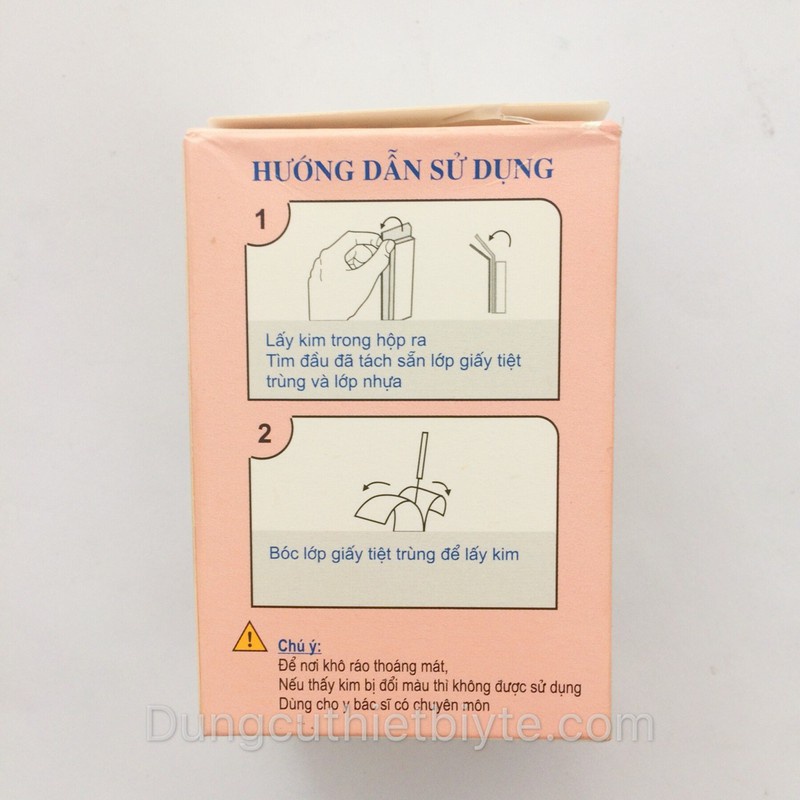 HƯỚNG DẪN SỬ DỤNG
1
Lấy kim trong hộp ra
Tìm đầu đã tách sẵn lớp giấy tiệt
trùng và lớp nhựa
2
Bóc lớp giấy tiệt trùng để lấy kim
!
Chú ý:
Để nơi khô ráo thoáng mát,
Nếu thấy kim bị đổi màu thì không được sử dụng
Dùng cho y bác sĩ có chuyên môn
Dungcuthietbiyte.com